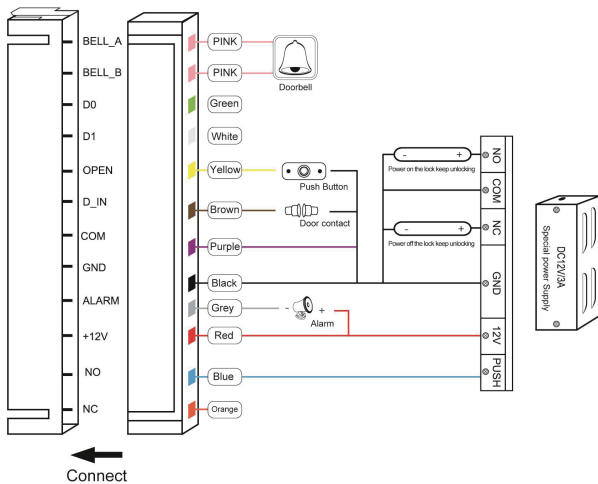 BELL_A
BELL_B
D0
D1
OPEN
D_IN
COM
GND
ALARM
+12V
NO
NC
Connect
PINK
PINK
Green
White
Yellow
Brown
Purple
Black
Grey
Red
Blue
Orange
Doorbell
Push Button
Door contact
- +
Alarm
- +
Power on the lock keep unlocking
- +
Power off the lock keep unlocking
NO
COM
NC
GND
12V
PUSH
DC12V/3A
Special power Supply